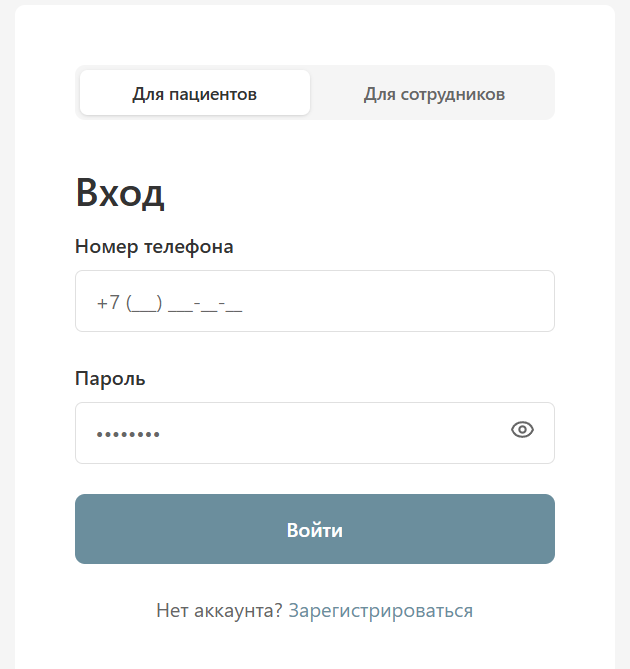 Для пациентов Для сотрудников
Вход
Номер телефона
+7 (___) ___-__-__
Пароль
••••••••
Войти
Нет аккаунта? Зарегистрироваться